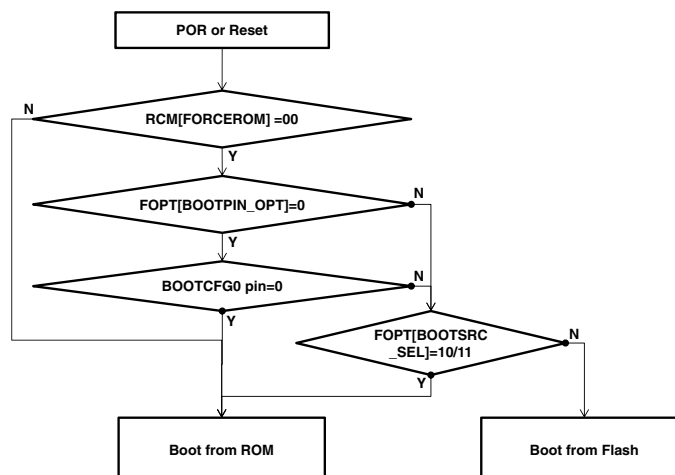 POR or Reset
N
RCM[FORCEROM] =00
Y
N
FOPT[BOOTPIN_OPT]=0
Y
N
BOOTCFG0 pin=0
Y
N
FOPT[BOOTSRC
_SEL]=10/11
Y
Boot from ROM
Boot from Flash